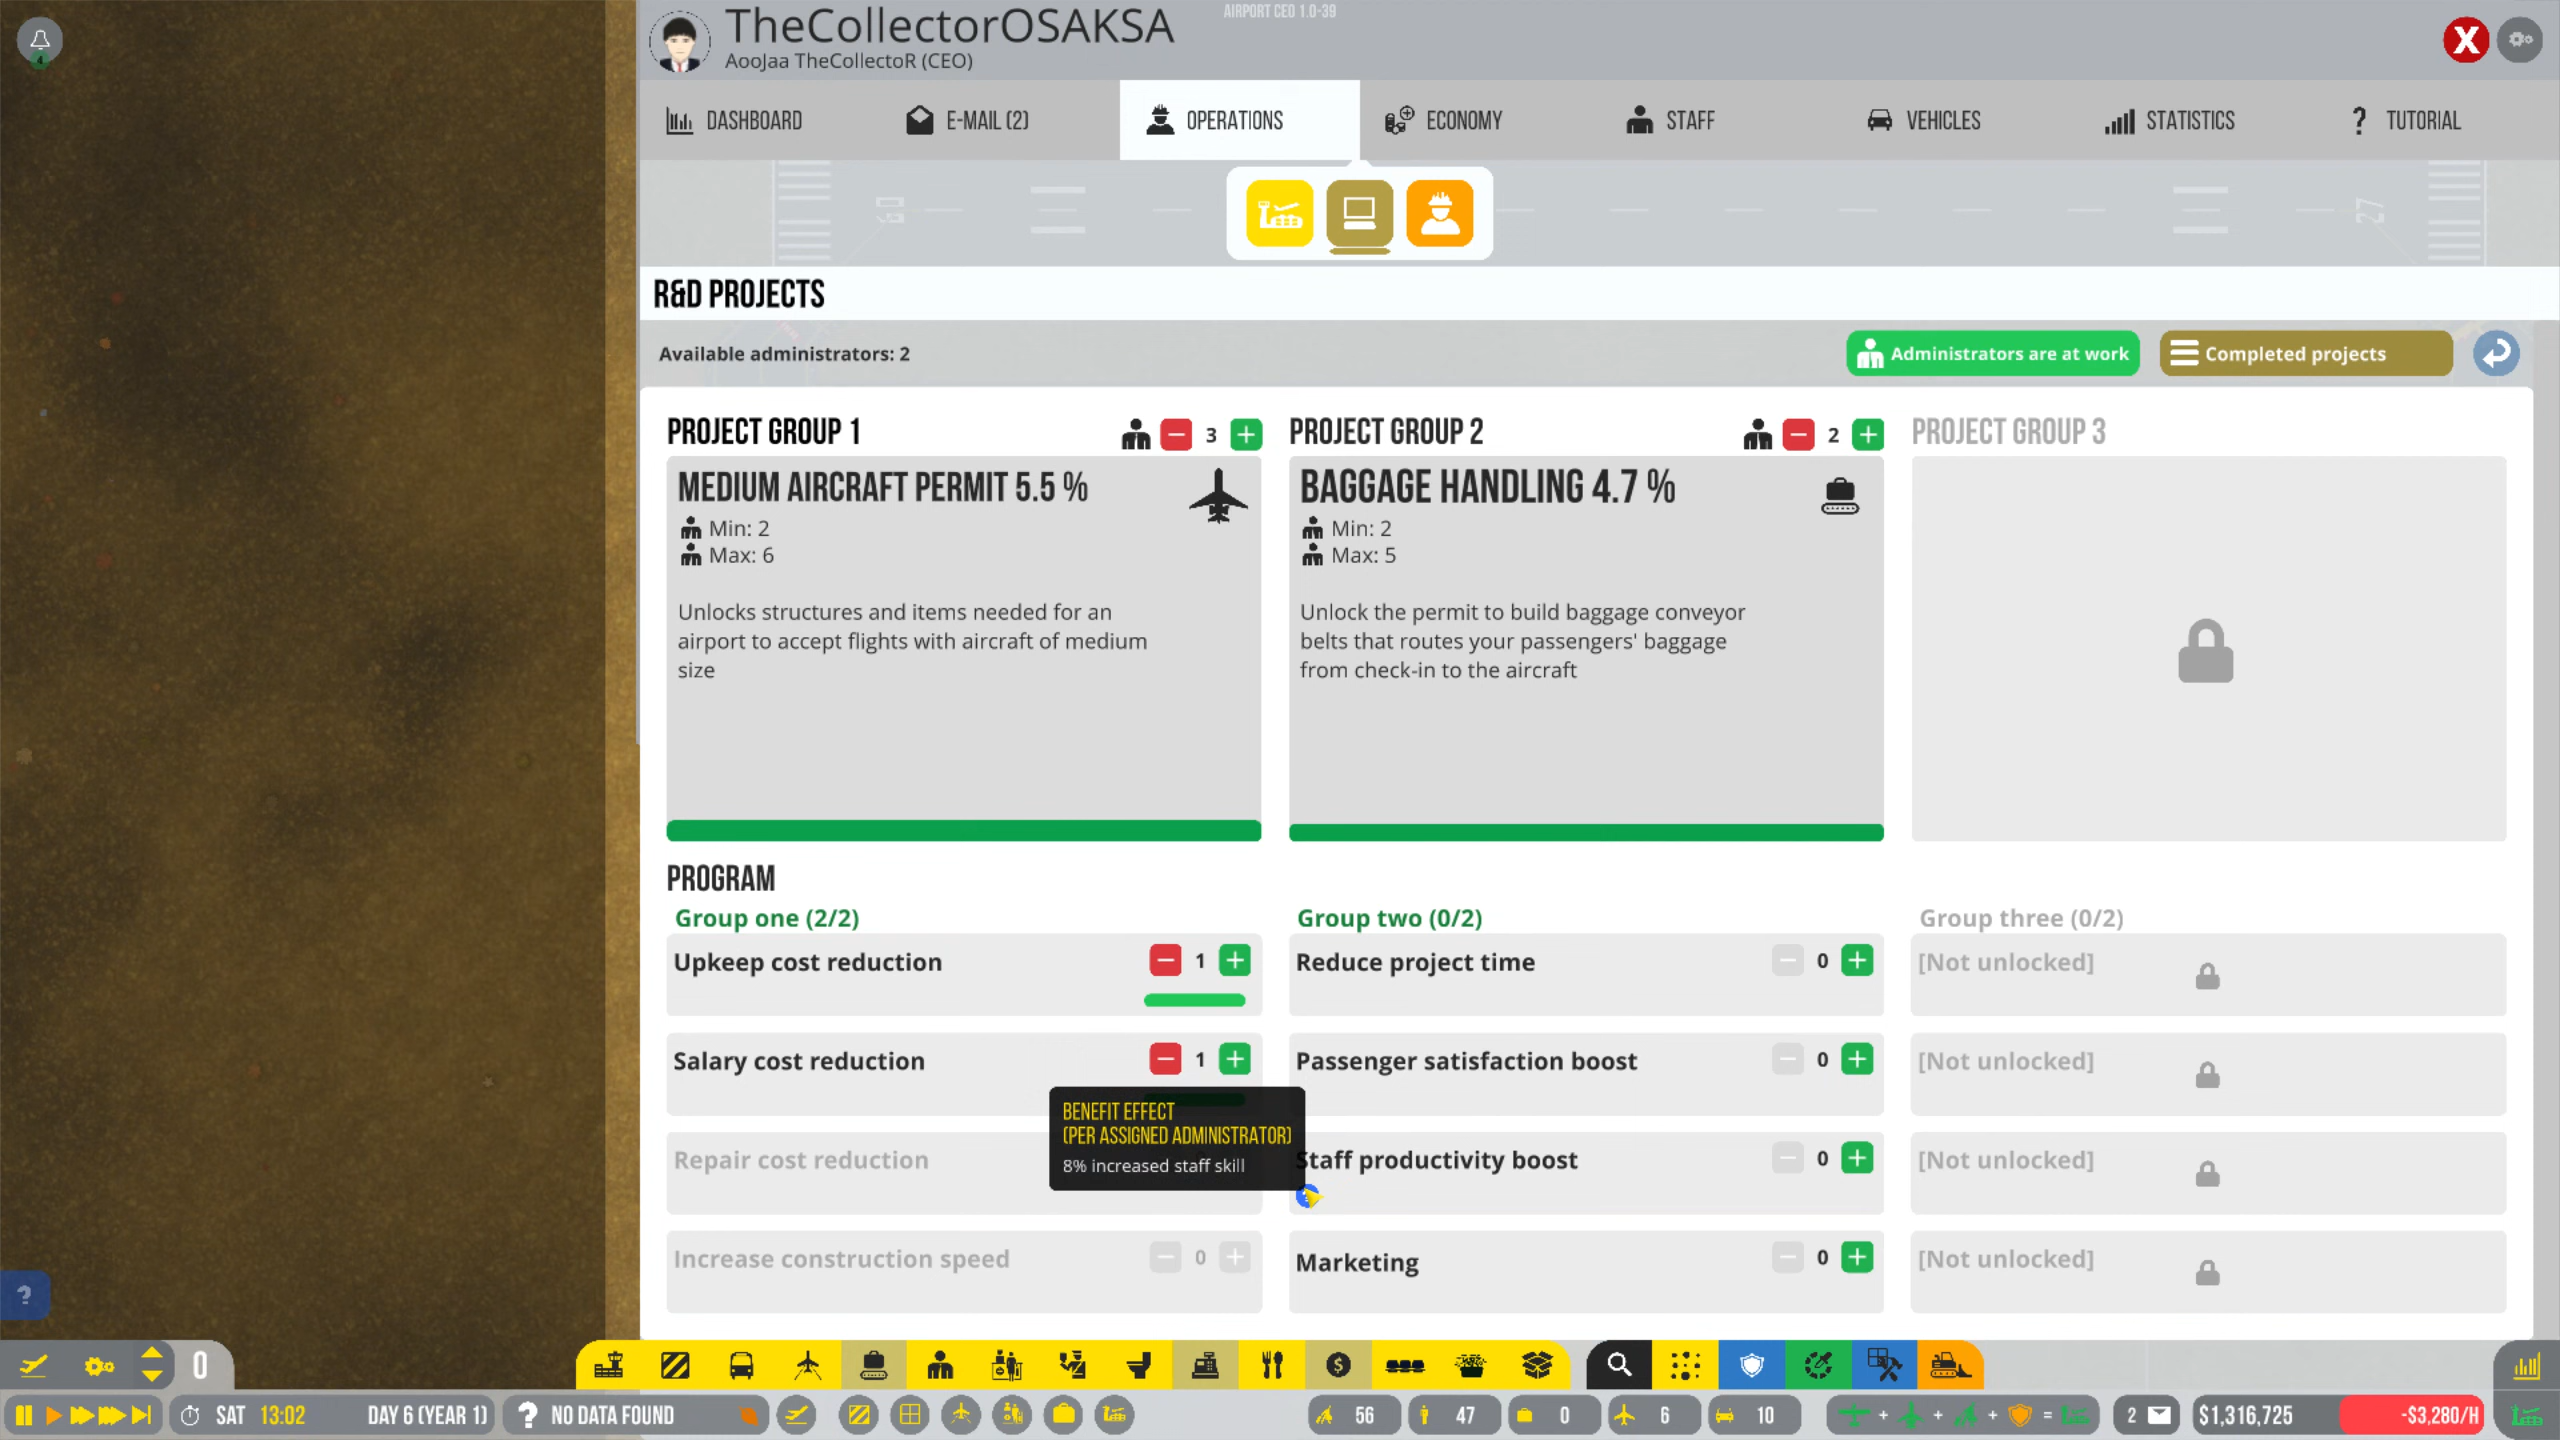 AIRPORT CEO 1.0-39
TheCollectorOSAKSA
AooJaa TheCollectoR (CEO)
X
4
DASHBOARD
E-MAIL (2)
OPERATIONS
ECONOMY
STAFF
VEHICLES
STATISTICS
? TUTORIAL
09
27
R&D PROJECTS
Available administrators: 2
Administrators are at work
Completed projects
PROJECT GROUP 1
3
PROJECT GROUP 2
2
PROJECT GROUP 3
MEDIUM AIRCRAFT PERMIT 5.5 %
Min: 2
Max: 6
Unlocks structures and items needed for an
airport to accept flights with aircraft of medium
size
BAGGAGE HANDLING 4.7 %
Min: 2
Max: 5
Unlock the permit to build baggage conveyor
belts that routes your passengers' baggage
from check-in to the aircraft
PROGRAM
Group one (2/2)
Upkeep cost reduction
1
Salary cost reduction
1
Repair cost reduction
Increase construction speed
0
BENEFIT EFFECT
(PER ASSIGNED ADMINISTRATOR)
8% increased staff skill
Group two (0/2)
Reduce project time
0
Passenger satisfaction boost
0
Staff productivity boost
0
Marketing
0
Group three (0/2)
[Not unlocked]
[Not unlocked]
[Not unlocked]
[Not unlocked]
?
0
SAT 13:02 DAY 6 (YEAR 1)
? NO DATA FOUND
56
47
0
6
10
+ + + =
2
$1,316,725
-$3,280/H